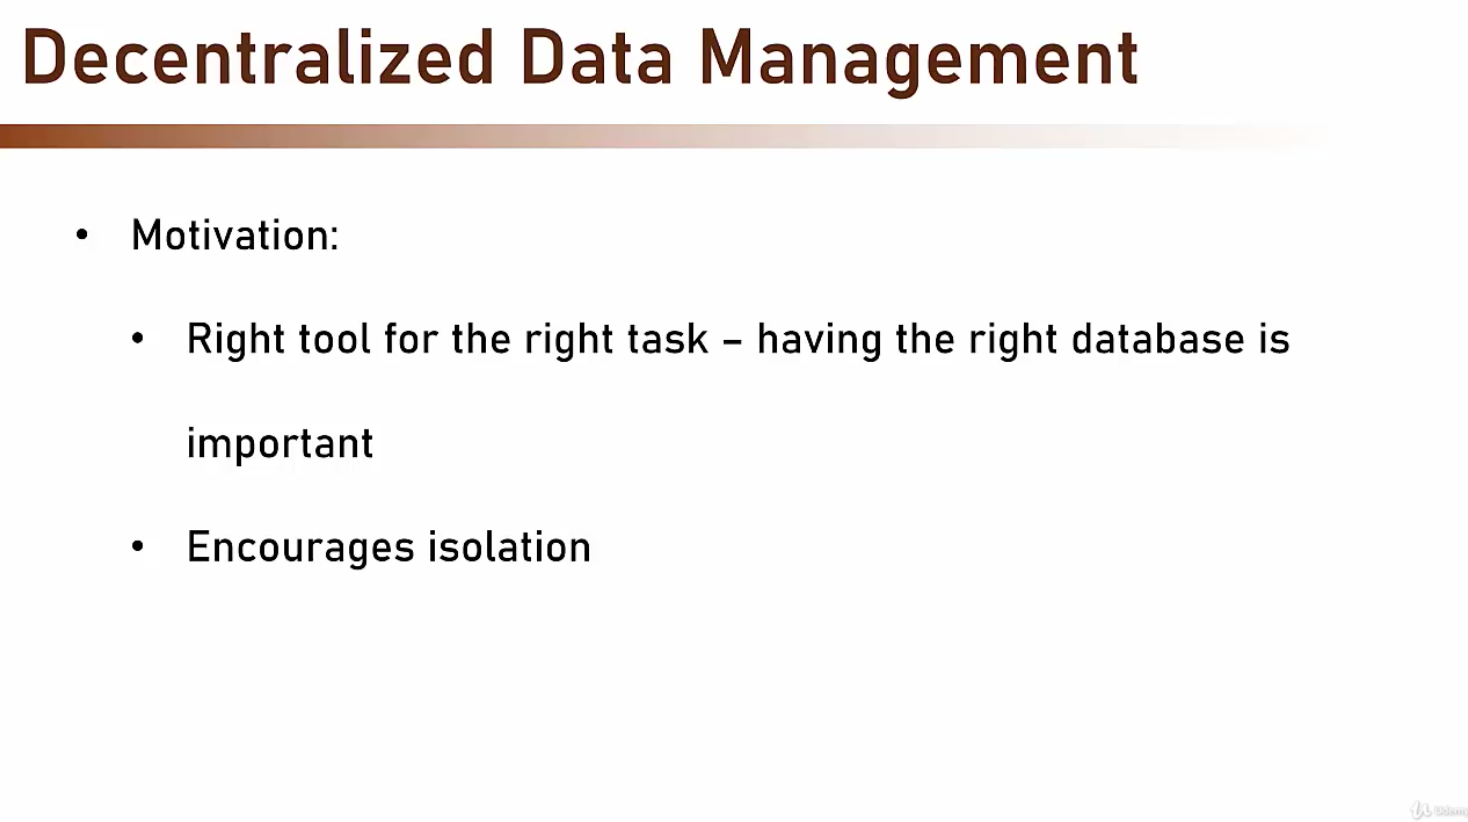 Decentralized Data Management
• Motivation:
• Right tool for the right task – having the right database is
important
• Encourages isolation
Udemy